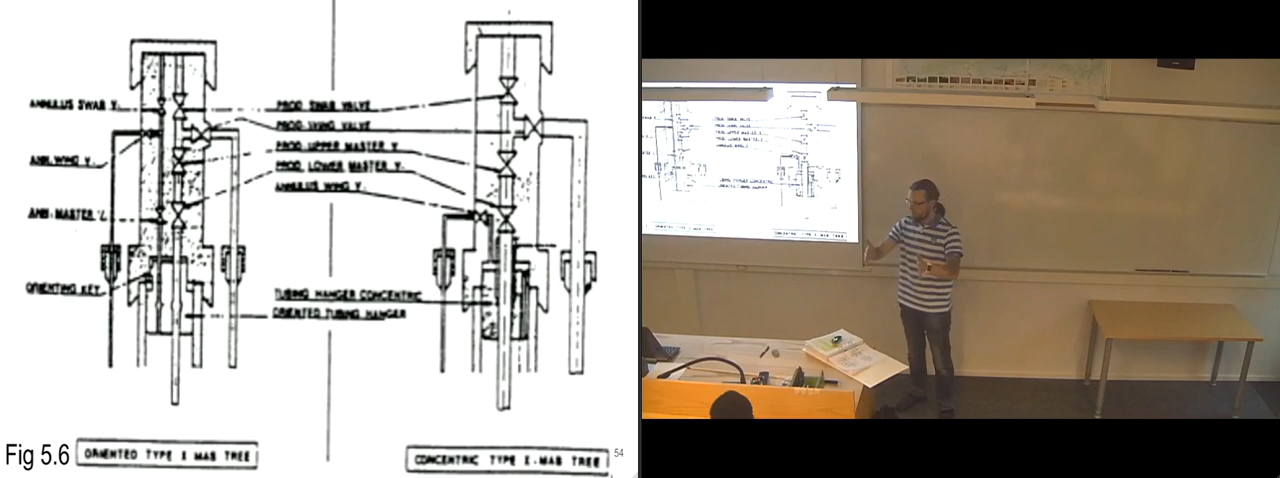 ANNULUS SWAB V.
PROD SWAB VALVE
PROD WING VALVE
PROD UPPER MASTER V
ANN. WING V.
PROD. LOWER MASTER V.
ANNULUS WING V.
ANN. MASTER V.
ORIENTING KEY
TUBING HANGER CONCENTRIC
ORIENTED TUBING HANGER
Fig 5.6
ORIENTED TYPE X MAS TREE
CONCENTRIC TYPE X-MAS TREE
54